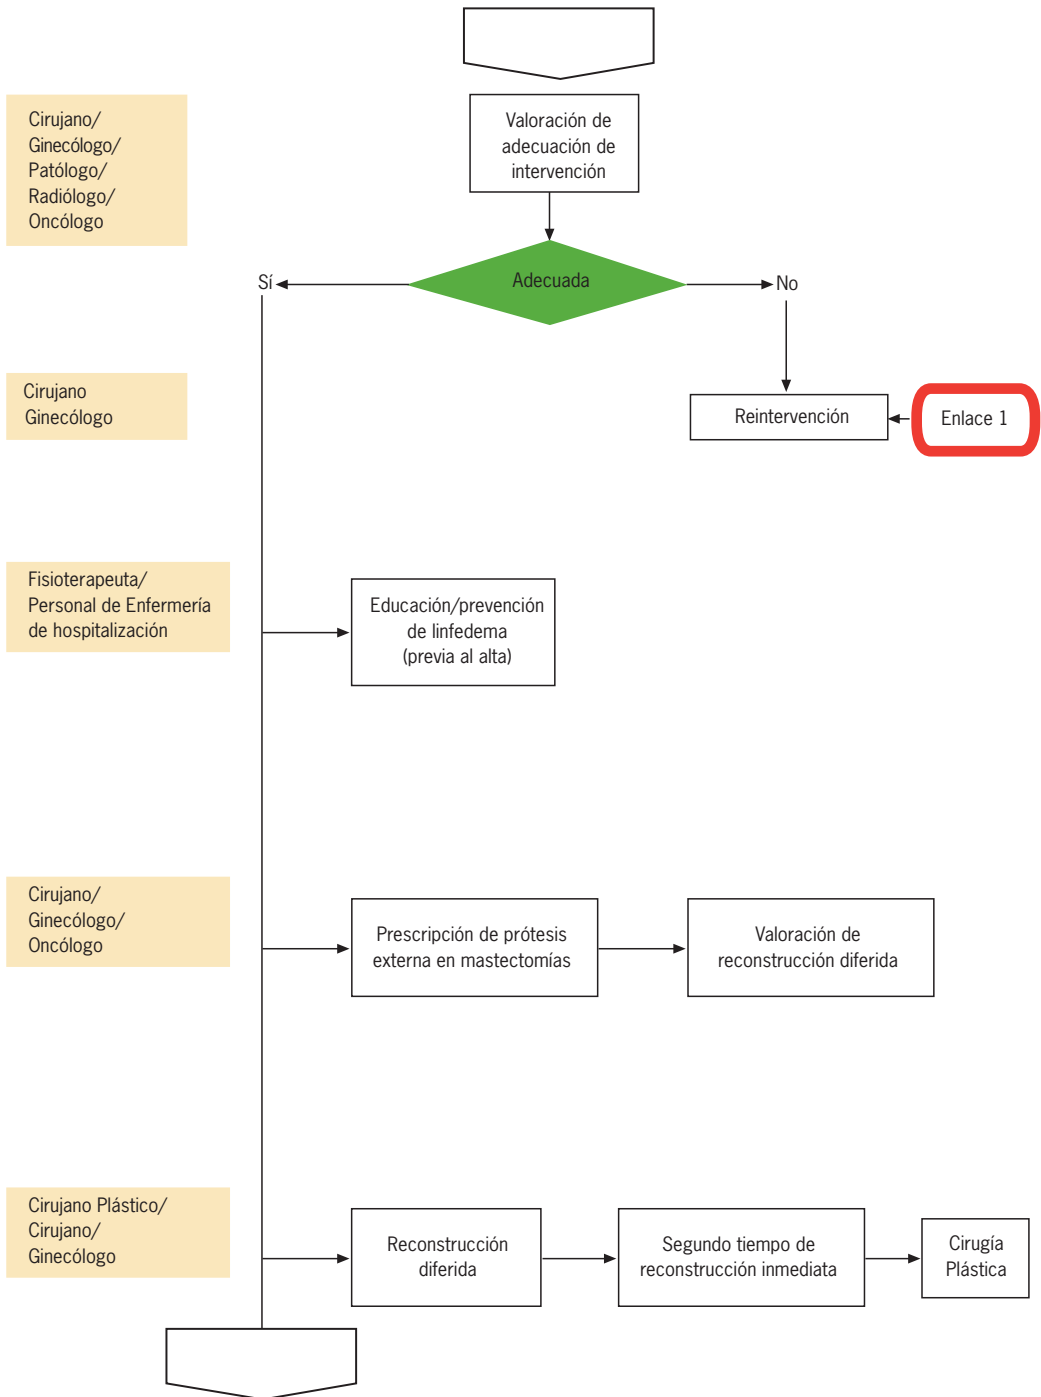 Cirujano/
Ginecólogo/
Patólogo/
Radiólogo/
Oncólogo
Valoración de
adecuación de
intervención
Sí
Adecuada
No
Cirujano
Ginecólogo
Reintervención
Enlace 1
Fisioterapeuta/
Personal de Enfermería
de hospitalización
Educación/prevención
de linfedema
(previa al alta)
Cirujano/
Ginecólogo/
Oncólogo
Prescripción de prótesis
externa en mastectomías
Valoración de
reconstrucción diferida
Cirujano Plástico/
Cirujano/
Ginecólogo
Reconstrucción
diferida
Segundo tiempo de
reconstrucción inmediata
Cirugía
Plástica